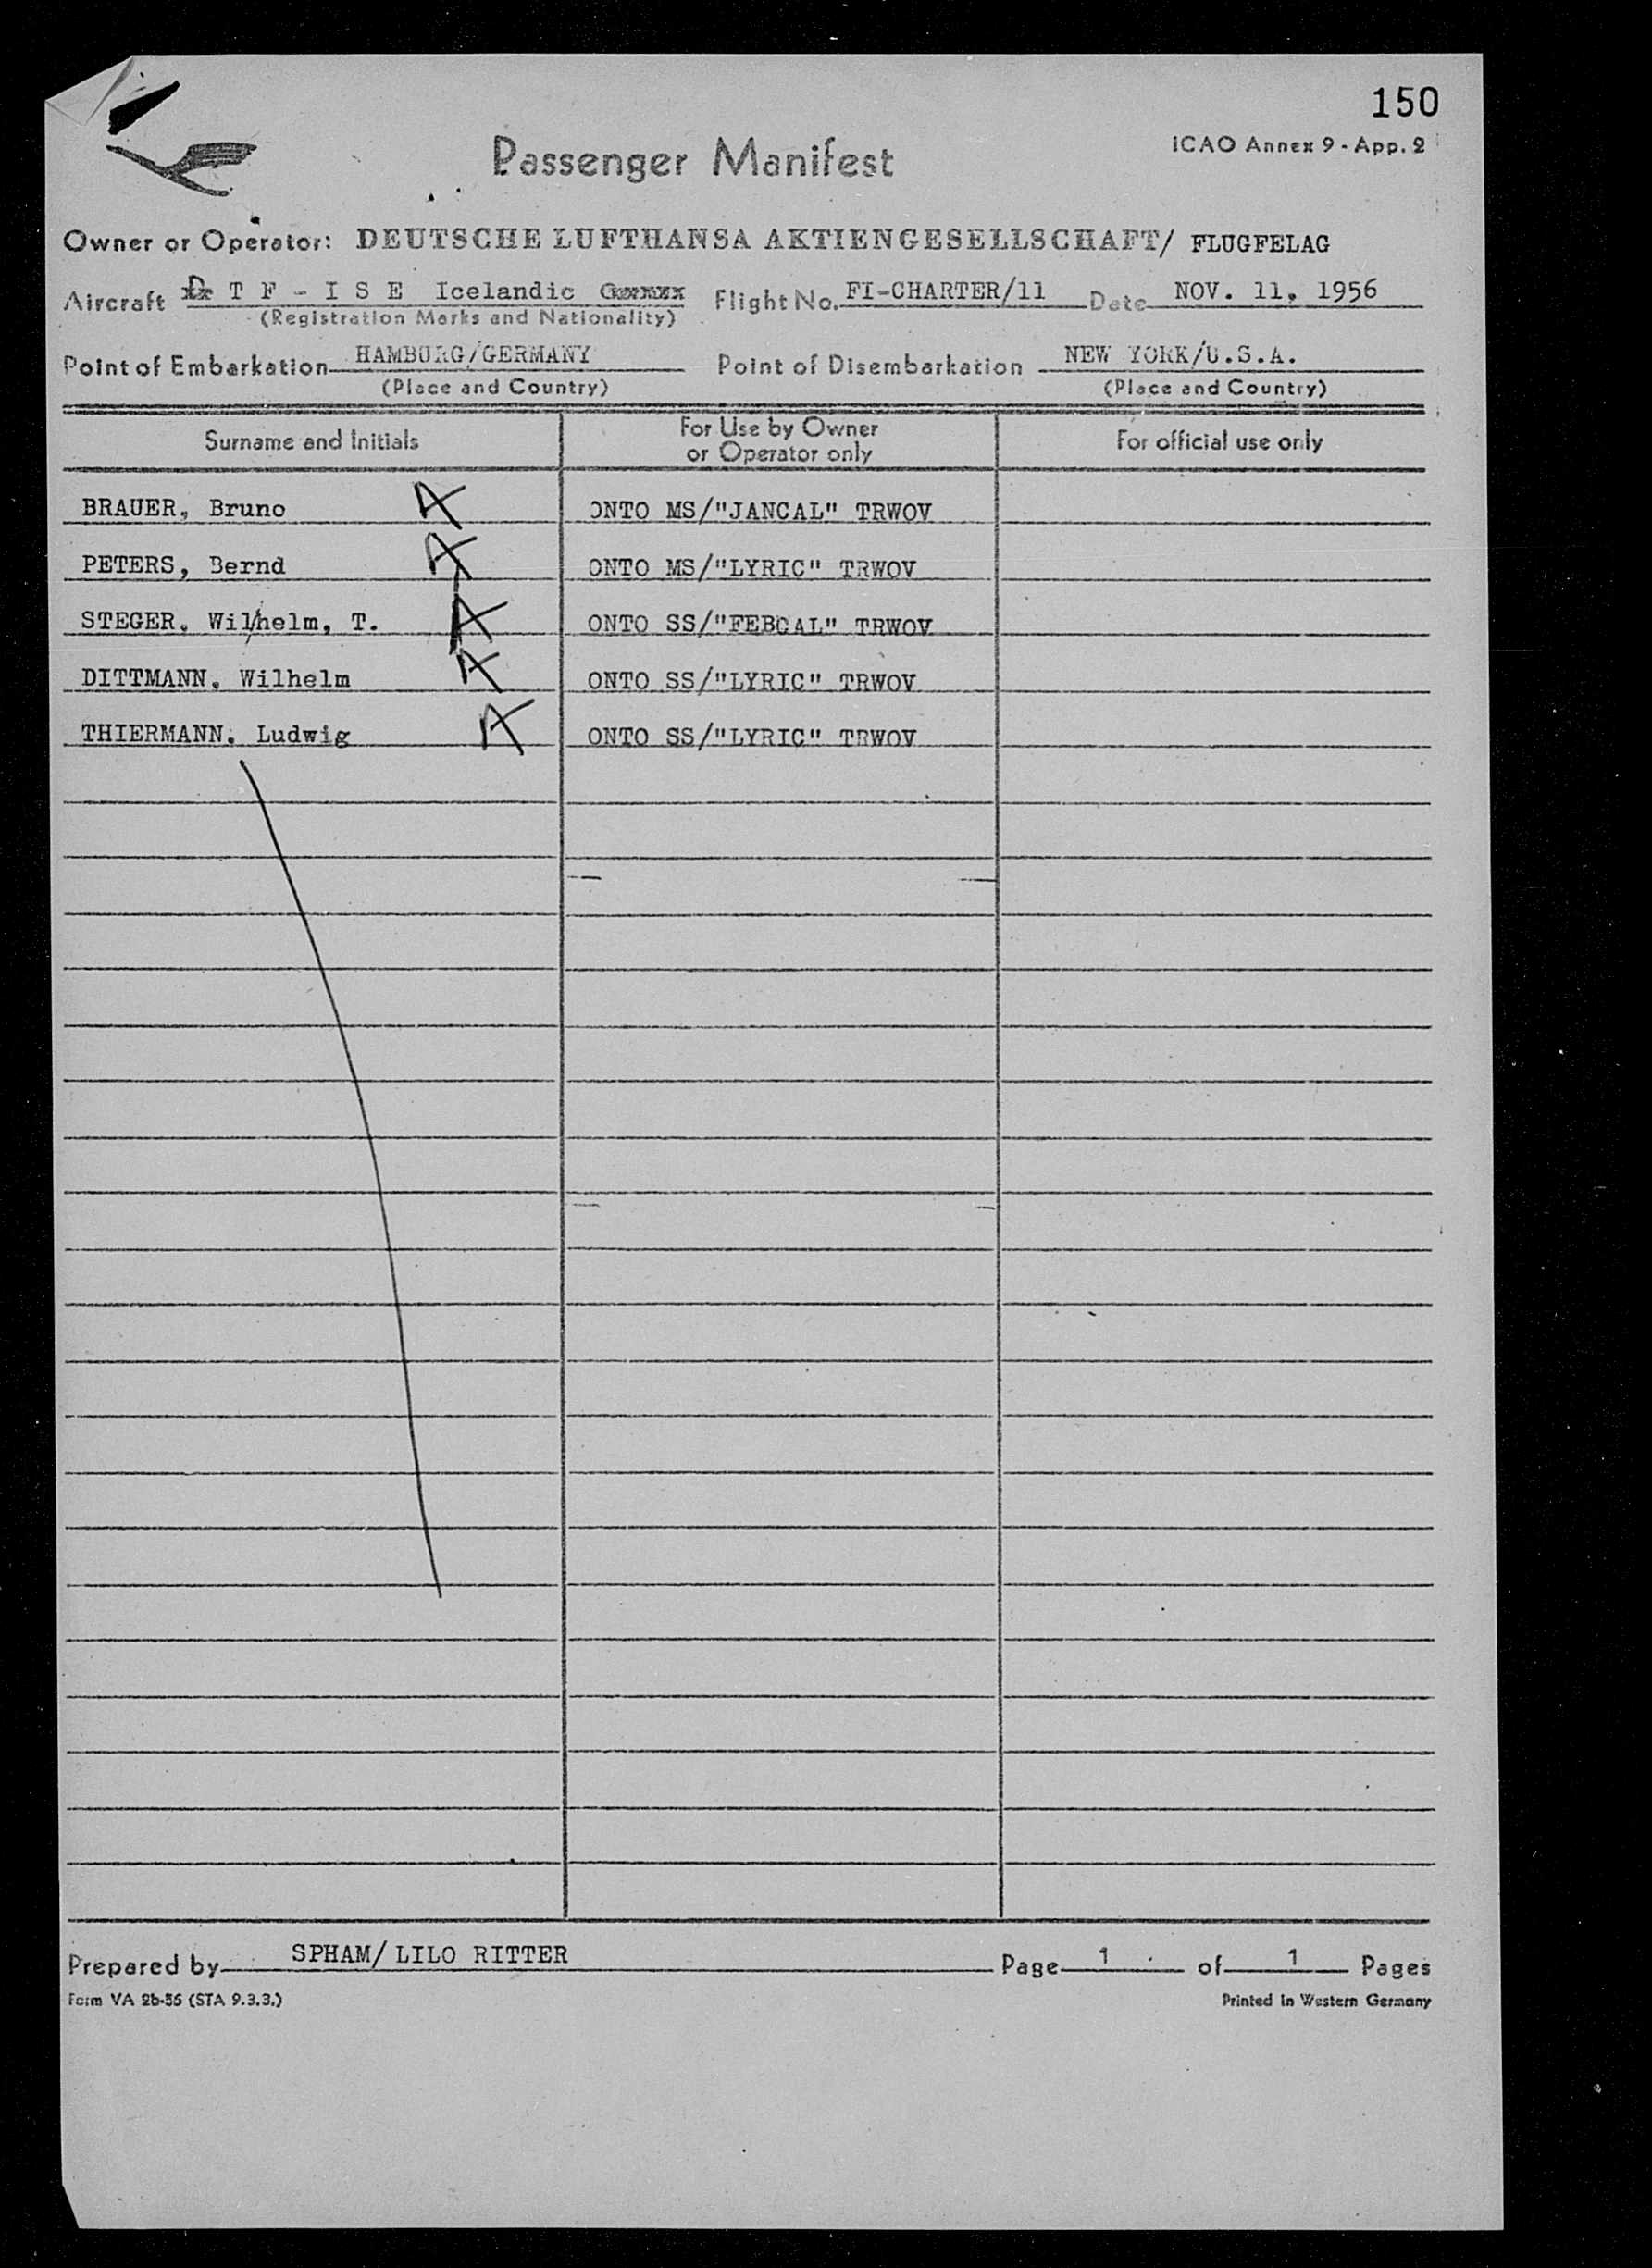 150
ICAO Annex 9 - App. 2
Passenger Manifest
Owner or Operator: DEUTSCHE LUFTHANSA AKTIENGESELLSCHAFT/ FLUGFELAG
Aircraft T F - I S E Icelandic Flight No. FI-CHARTER/11 Date NOV. 11, 1956
(Registration Marks and Nationality)
Point of Embarkation HAMBURG/GERMANY Point of Disembarkation NEW YORK/U.S.A.
(Place and Country) (Place and Country)
Surname and Initials For Use by Owner or Operator only For official use only
BRAUER, Bruno A ONTO MS/"JANCAL" TRWOV
PETERS, Bernd A ONTO MS/"LYRIC" TRWOV
STEGER, Wilhelm, T. A ONTO SS/"FEBCAL" TRWOV
DITTMANN, Wilhelm A ONTO SS/"LYRIC" TRWOV
THIERMANN, Ludwig A ONTO SS/"LYRIC" TRWOV
Prepared by SPHAM/ LILO RITTER Page 1 of 1 Pages
Form VA 2b-56 (STA 9.3.3.) Printed in Western Germany